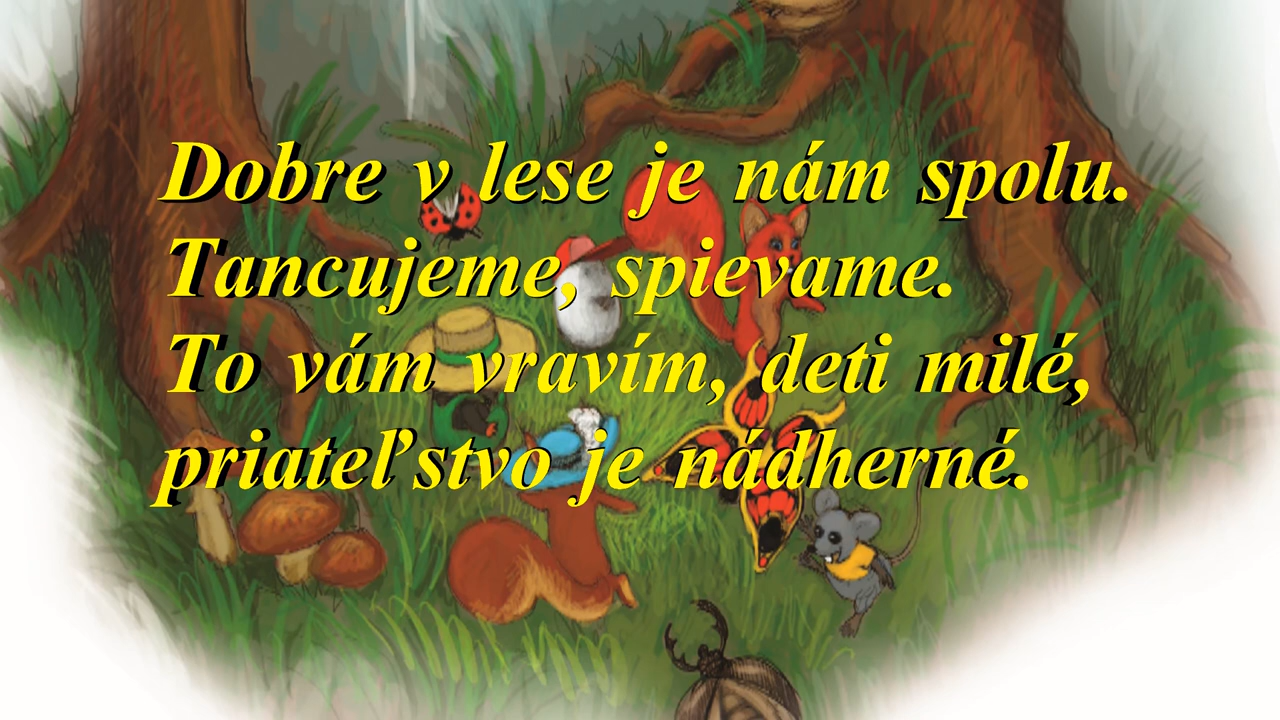 Dobre v lese je nám spolu.
Tancujeme, spievame.
To vám vravím, deti milé,
priateľstvo je nádherné.